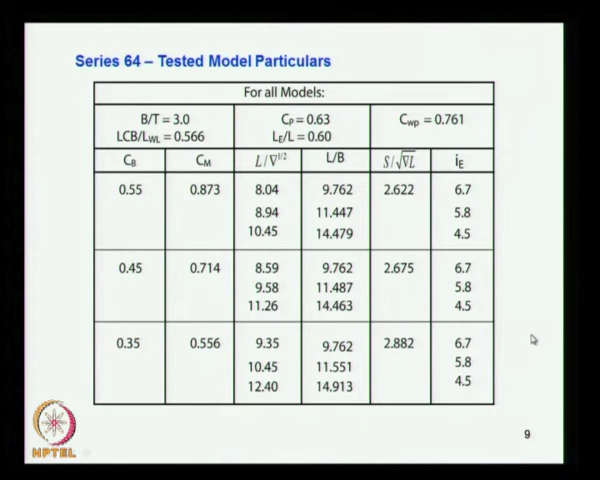 Series 64 – Tested Model Particulars
For all Models:
B/T = 3.0 CP = 0.63 Cwp = 0.761
LCB/LWL = 0.566 LE/L = 0.60
CB CM L/∇^1/2 L/B S/√∇L iE
0.55 0.873 8.04 9.762 2.622 6.7
8.94 11.447 5.8
10.45 14.479 4.5
0.45 0.714 8.59 9.762 2.675 6.7
9.58 11.487 5.8
11.26 14.463 4.5
0.35 0.556 9.35 9.762 2.882 6.7
10.45 11.551 5.8
12.40 14.913 4.5
NPTEL
9